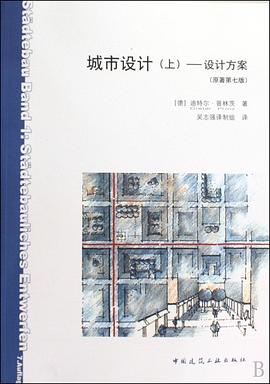 城市设计（上）—设计方案
（原著第七版）
[德] 迪特尔·普林茨 著
Dieter Prinz
吴志强译制组 译
Städtebau Band 1: Städtebauliches Entwerfen
7. Auflage
中国建筑工业出版社
B